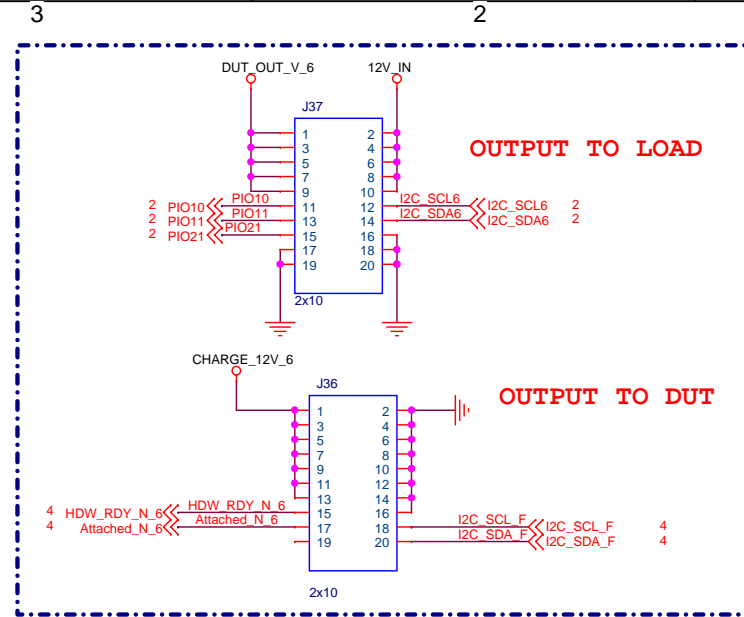 3 2
DUT_OUT_V_6 12V_IN
J37
OUTPUT TO LOAD
1 2
3 4
5 6
7 8
9 10
2 PIO10 PIO10 11 12 I2C_SCL6 I2C_SCL6 2
2 PIO11 PIO11 13 14 I2C_SDA6 I2C_SDA6 2
2 PIO21 PIO21 15 16
17 18
19 20
2x10
CHARGE_12V_6
J36
OUTPUT TO DUT
1 2
3 4
5 6
7 8
9 10
11 12
13 14
4 HDW_RDY_N_6 HDW_RDY_N_6 15 16
4 Attached_N_6 Attached_N_6 17 18 I2C_SCL_F I2C_SCL_F 4
19 20 I2C_SDA_F I2C_SDA_F 4
2x10